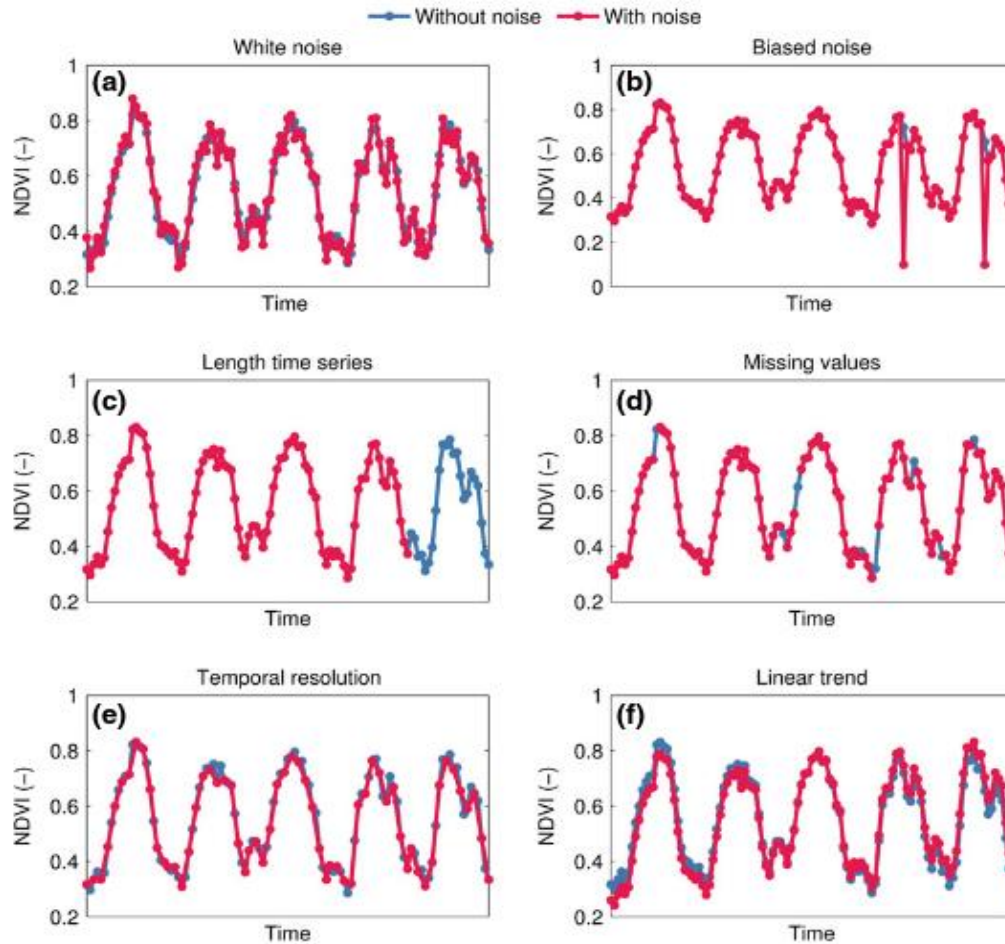 Without noise With noise
White noise
Biased noise
(a)
1
0.8
0.6
0.4
0.2
NDVI (−)
Time
(b)
1
0.8
0.6
0.4
0.2
0
NDVI (−)
Time
Length time series
Missing values
(c)
1
0.8
0.6
0.4
0.2
NDVI (−)
Time
(d)
1
0.8
0.6
0.4
0.2
NDVI (−)
Time
Temporal resolution
Linear trend
(e)
1
0.8
0.6
0.4
0.2
NDVI (−)
Time
(f)
1
0.8
0.6
0.4
0.2
NDVI (−)
Time